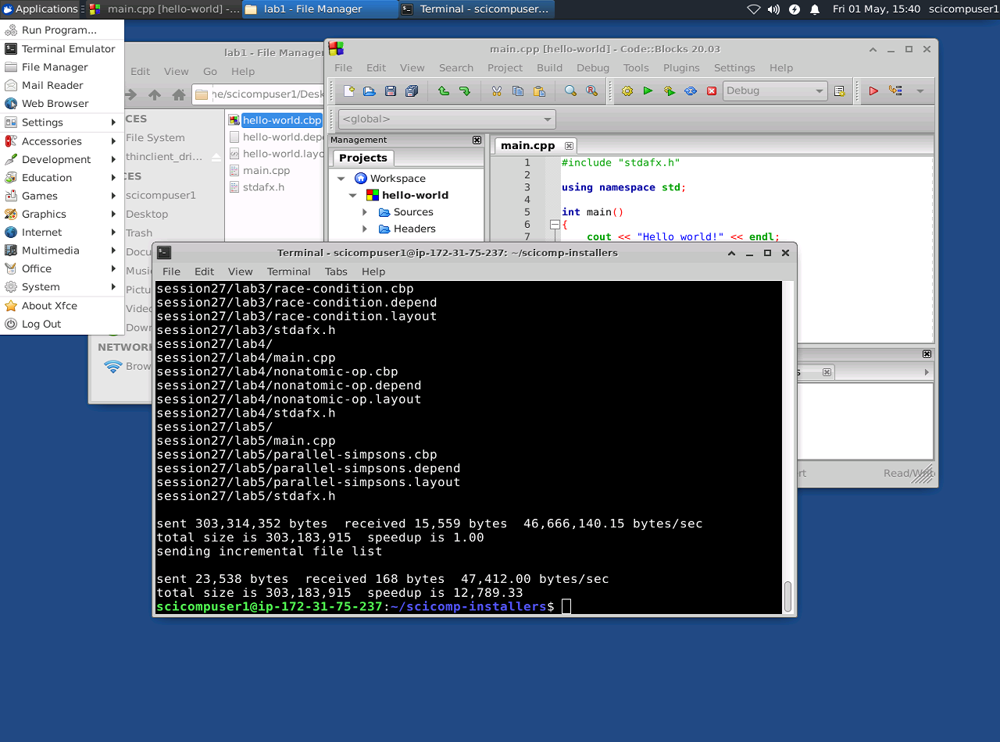 Applications
main.cpp [hello-world] -...
lab1 - File Manager
Terminal - scicompuser...
Fri 01 May, 15:40
scicompuser1
Run Program...
Terminal Emulator
File Manager
Mail Reader
Web Browser
Settings
Accessories
Development
Education
Games
Graphics
Internet
Multimedia
Office
System
About Xfce
Log Out
lab1 - File Manager
Edit View Go Help
he/scicompuser1/Desk
CES
File System
thinclient_dri...
CES
scicompuser1
Desktop
Trash
Docu
Music
Pictu
Video
Down
NETWORK
Brow
hello-world.cbp
hello-world.depe
hello-world.layo
main.cpp
stdafx.h
main.cpp [hello-world] - Code::Blocks 20.03
File Edit View Search Project Build Debug Tools Plugins Settings Help
Debug
<global>
Management
Projects
Workspace
hello-world
Sources
Headers
main.cpp
1 #include "stdafx.h"
2
3 using namespace std;
4
5 int main()
6 {
7 cout << "Hello world!" << endl;
s
rt
Read/Write
Terminal - scicompuser1@ip-172-31-75-237: ~/scicomp-installers
File Edit View Terminal Tabs Help
session27/lab3/race-condition.cbp
session27/lab3/race-condition.depend
session27/lab3/race-condition.layout
session27/lab3/stdafx.h
session27/lab4/
session27/lab4/main.cpp
session27/lab4/nonatomic-op.cbp
session27/lab4/nonatomic-op.depend
session27/lab4/nonatomic-op.layout
session27/lab4/stdafx.h
session27/lab5/
session27/lab5/main.cpp
session27/lab5/parallel-simpsons.cbp
session27/lab5/parallel-simpsons.depend
session27/lab5/parallel-simpsons.layout
session27/lab5/stdafx.h
sent 303,314,352 bytes  received 15,559 bytes  46,666,140.15 bytes/sec
total size is 303,183,915  speedup is 1.00
sending incremental file list
sent 23,538 bytes  received 168 bytes  47,412.00 bytes/sec
total size is 303,183,915  speedup is 12,789.33
scicompuser1@ip-172-31-75-237:~/scicomp-installers$